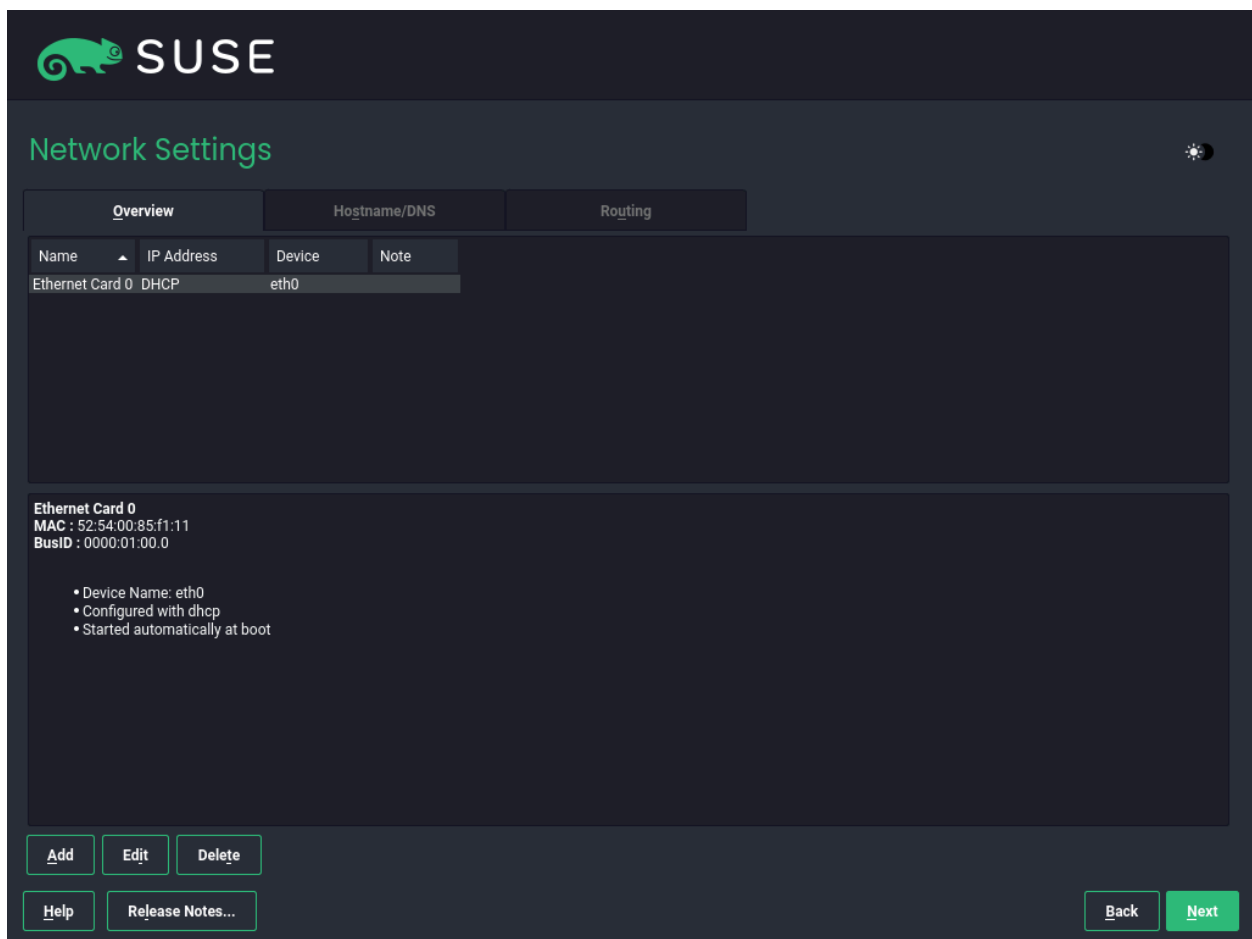 SUSE
Network Settings
Overview Hostname/DNS Routing
Name IP Address Device Note
Ethernet Card 0 DHCP eth0
Ethernet Card 0
MAC : 52:54:00:85:f1:11
BusID : 0000:01:00.0
• Device Name: eth0
• Configured with dhcp
• Started automatically at boot
Add Edit Delete
Help Release Notes... Back Next